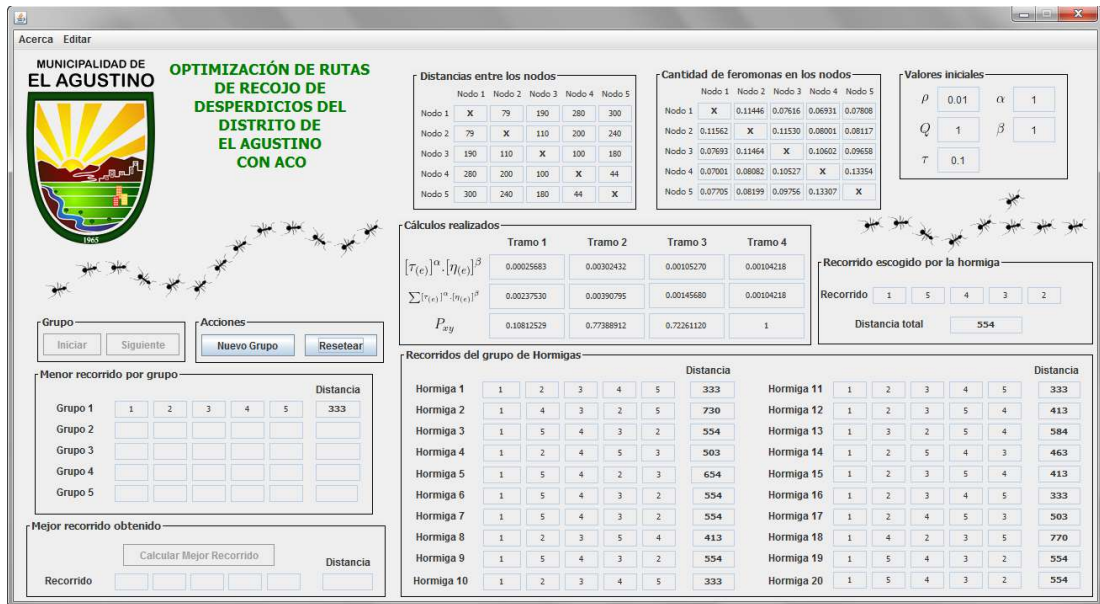 Acerca Editar
MUNICIPALIDAD DE
EL AGUSTINO
1965
OPTIMIZACIÓN DE RUTAS
DE RECOJO DE
DESPERDICIOS DEL
DISTRITO DE
EL AGUSTINO
CON ACO
Distancias entre los nodos
Nodo 1 Nodo 2 Nodo 3 Nodo 4 Nodo 5
Nodo 1 X 79 190 280 300
Nodo 2 79 X 110 200 240
Nodo 3 190 110 X 100 180
Nodo 4 280 200 100 X 44
Nodo 5 300 240 180 44 X
Cantidad de feromonas en los nodos
Nodo 1 Nodo 2 Nodo 3 Nodo 4 Nodo 5
Nodo 1 X 0.11446 0.07616 0.06931 0.07808
Nodo 2 0.11562 X 0.11530 0.08001 0.08117
Nodo 3 0.07693 0.11464 X 0.10602 0.09658
Nodo 4 0.07001 0.08082 0.10527 X 0.13354
Nodo 5 0.07705 0.08199 0.09756 0.13307 X
Valores iniciales
ρ 0.01 α 1
Q 1 β 1
τ 0.1
Cálculos realizados
Tramo 1 Tramo 2 Tramo 3 Tramo 4
[τ(e)]^α.[η(e)]^β 0.00025683 0.00302432 0.00105270 0.00104218
∑[τ(e)]^α.[η(e)]^β 0.00237530 0.00390795 0.00145680 0.00104218
Pxy 0.10812529 0.77388912 0.72261120 1
Recorrido escogido por la hormiga
Recorrido 1 5 4 3 2
Distancia total 554
Grupo
Iniciar Siguiente
Acciones
Nuevo Grupo Resetear
Menor recorrido por grupo
Distancia
Grupo 1 1 2 3 4 5 333
Grupo 2
Grupo 3
Grupo 4
Grupo 5
Mejor recorrido obtenido
Calcular Mejor Recorrido
Distancia
Recorrido
Recorridos del grupo de Hormigas
Distancia
Hormiga 1 1 2 3 4 5 333
Hormiga 2 1 4 3 2 5 730
Hormiga 3 1 5 4 3 2 554
Hormiga 4 1 2 4 5 3 503
Hormiga 5 1 5 4 2 3 654
Hormiga 6 1 5 4 3 2 554
Hormiga 7 1 5 4 3 2 554
Hormiga 8 1 2 3 5 4 413
Hormiga 9 1 5 4 3 2 554
Hormiga 10 1 2 3 4 5 333
Distancia
Hormiga 11 1 2 3 4 5 333
Hormiga 12 1 2 3 5 4 413
Hormiga 13 1 3 2 5 4 584
Hormiga 14 1 2 5 4 3 463
Hormiga 15 1 2 3 5 4 413
Hormiga 16 1 2 3 4 5 333
Hormiga 17 1 2 4 5 3 503
Hormiga 18 1 4 2 3 5 770
Hormiga 19 1 5 4 3 2 554
Hormiga 20 1 5 4 3 2 554